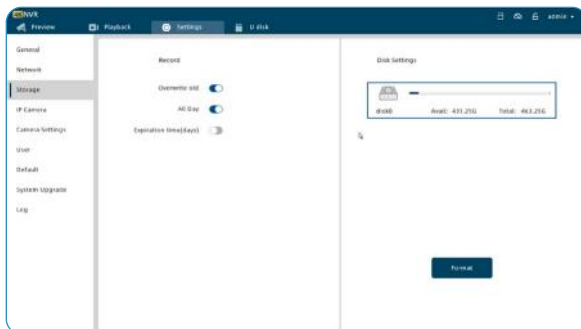 NVR
Preview Playback Settings U disk admin
General
Network
Storage
IP Camera
Camera Settings
User
Default
System Upgrade
Log
Record
Overwrite old
All Day
Expiration time(days)
Disk Settings
disk0 Avail: 431.25G Total: 463.25G
Format